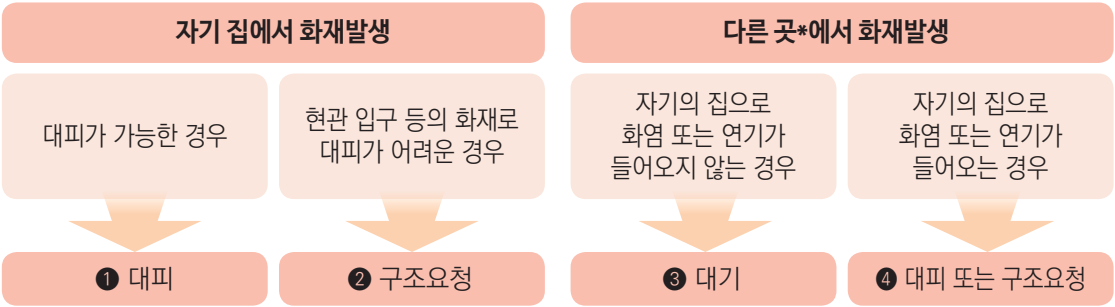 자기 집에서 화재발생
대피가 가능한 경우
현관 입구 등의 화재로
대피가 어려운 경우
❶ 대피
❷ 구조요청
다른 곳*에서 화재발생
자기의 집으로
화염 또는 연기가
들어오지 않는 경우
자기의 집으로
화염 또는 연기가
들어오는 경우
❸ 대기
❹ 대피 또는 구조요청